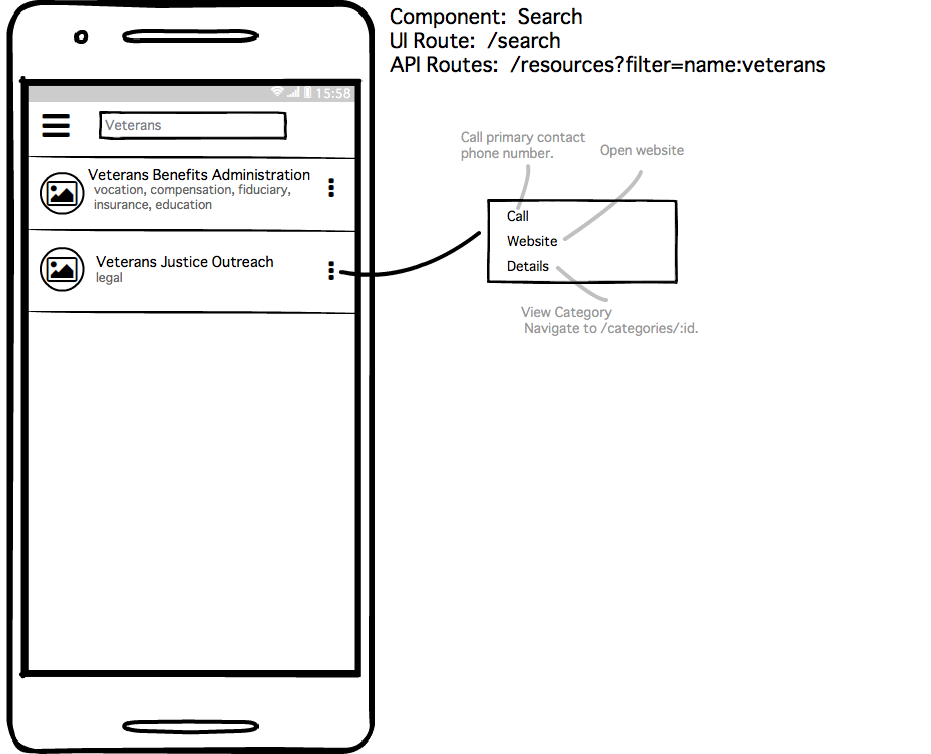 Component: Search
UI Route: /search
API Routes: /resources?filter=name:veterans
15:58
Veterans
Veterans Benefits Administration
vocation, compensation, fiduciary,
insurance, education
Veterans Justice Outreach
legal
Call primary contact
phone number.
Open website
Call
Website
Details
View Category
Navigate to /categories/:id.